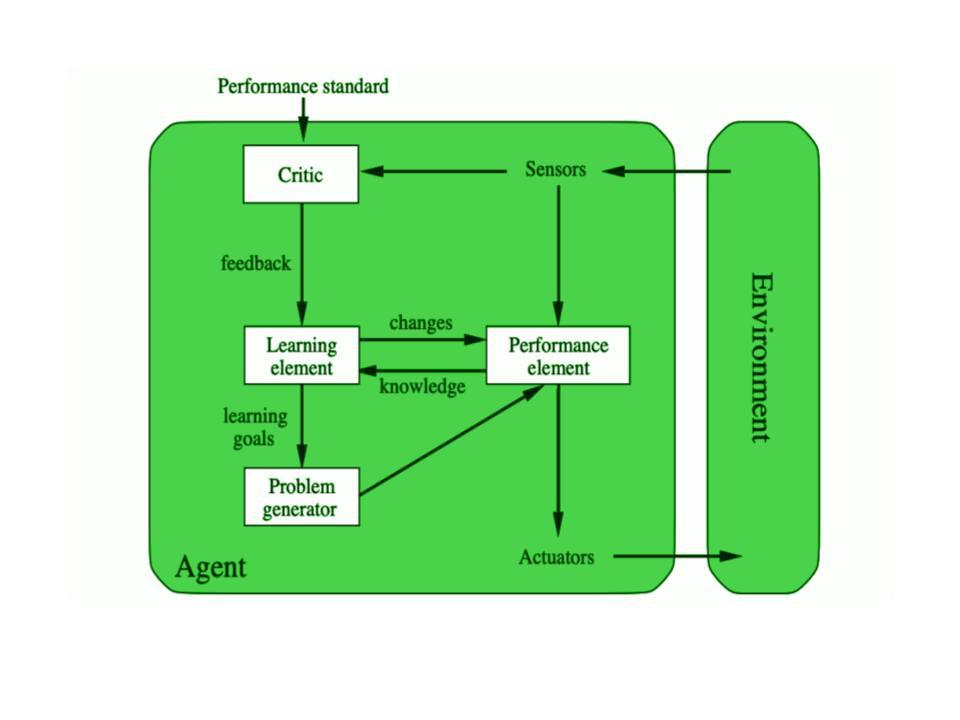 Performance standard
Critic
Sensors
feedback
changes
Learning
element
Performance
element
knowledge
learning
goals
Problem
generator
Agent
Actuators
Environment